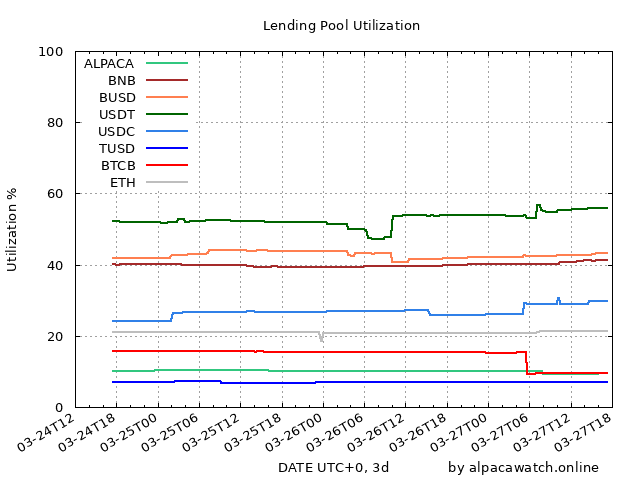 Lending Pool Utilization
100
80
60
40
20
0
Utilization %
ALPACA
BNB
BUSD
USDT
USDC
TUSD
BTCB
ETH
03-24T12
03-24T18
03-25T00
03-25T06
03-25T12
03-25T18
03-26T00
03-26T06
03-26T12
03-26T18
03-27T00
03-27T06
03-27T12
03-27T18
DATE UTC+0, 3d
by alpacawatch.online